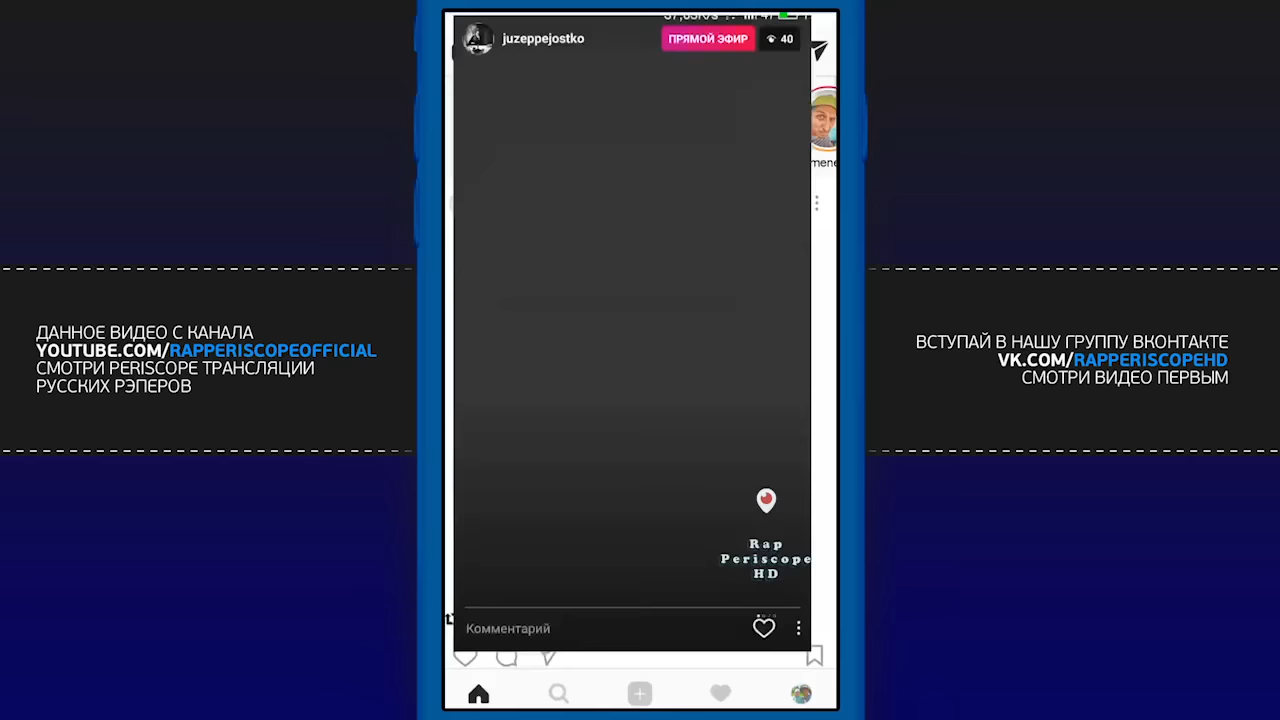 juzeppejostko
ПРЯМОЙ ЭФИР
40
mene
ДАННОЕ ВИДЕО С КАНАЛА
YOUTUBE.COM/RAPPERISCOPEOFFICIAL
СМОТРИ PERISCOPE ТРАНСЛЯЦИИ
РУССКИХ РЭПЕРОВ
ВСТУПАЙ В НАШУ ГРУППУ ВКОНТАКТЕ
VK.COM/RAPPERISCOPEHD
СМОТРИ ВИДЕО ПЕРВЫМ
Rap
Periscope
HD
Комментарий